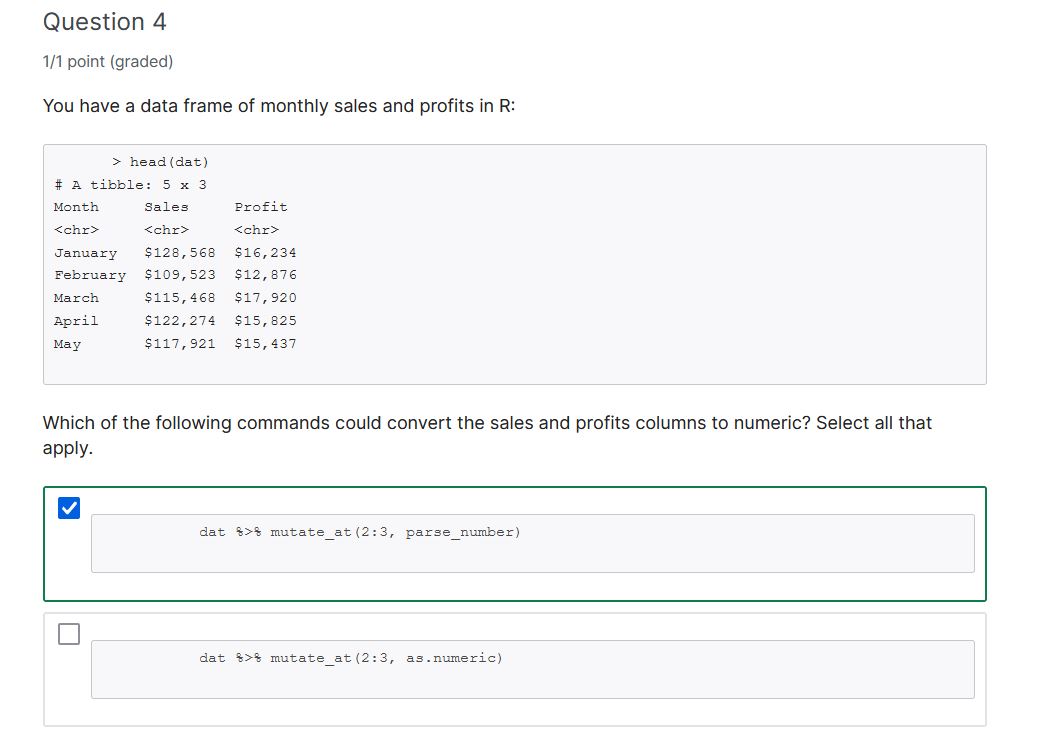 Question 4
1/1 point (graded)
You have a data frame of monthly sales and profits in R:
> head(dat)
# A tibble: 5 x 3
Month Sales Profit
<chr> <chr> <chr>
January $128,568 $16,234
February $109,523 $12,876
March $115,468 $17,920
April $122,274 $15,825
May $117,921 $15,437
Which of the following commands could convert the sales and profits columns to numeric? Select all that
apply.
dat %>% mutate_at(2:3, parse_number)
dat %>% mutate_at(2:3, as.numeric)